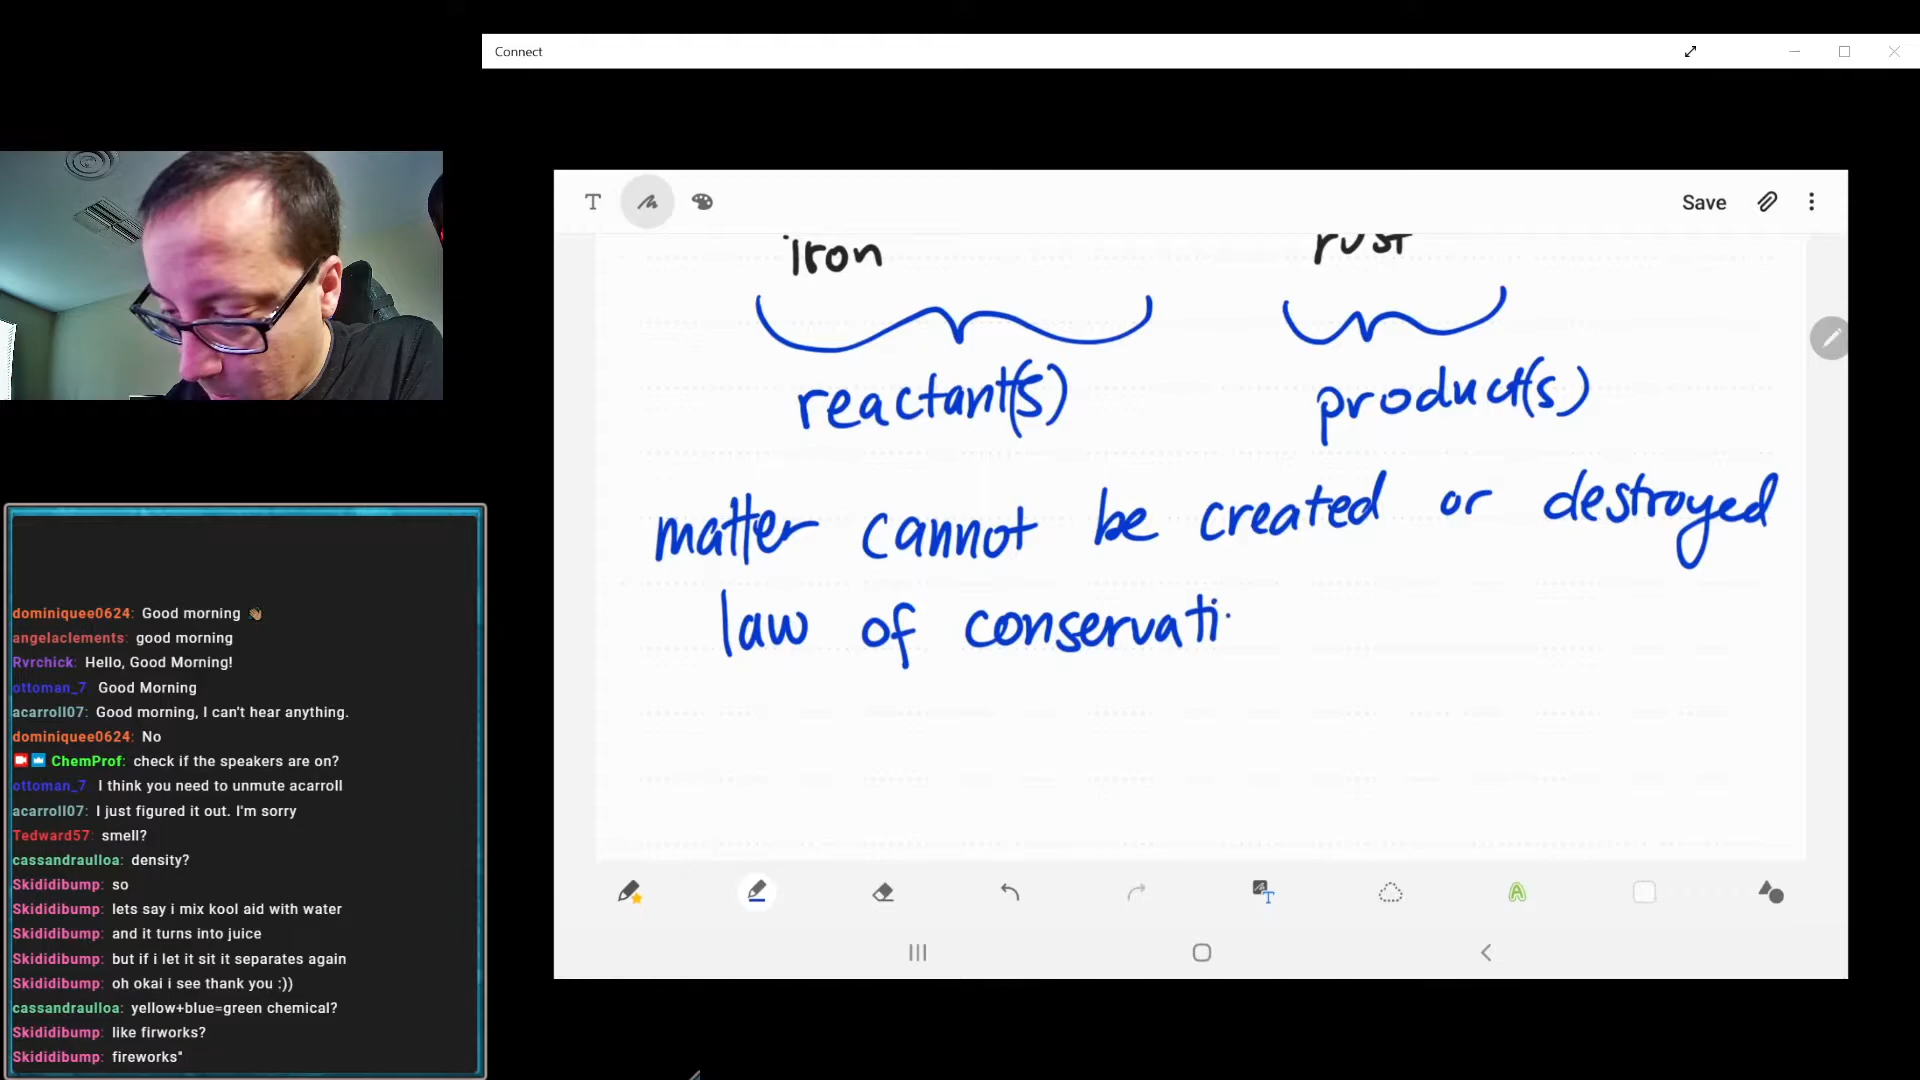 Connect
T
Save
iron
rust
reactant(s)
product(s)
matter cannot be created or destroyed
law of conservati
dominiquee0624: Good morning 👋🏽
angelaclements: good morning
Rvrchick: Hello, Good Morning!
ottoman_7 Good Morning
acarroll07: Good morning, I can't hear anything.
dominiquee0624: No
ChemProf: check if the speakers are on?
ottoman_7 I think you need to unmute acarroll
acarroll07: I just figured it out. I'm sorry
Tedward57: smell?
cassandraulloa: density?
Skididibump: so
Skididibump: lets say i mix kool aid with water
Skididibump: and it turns into juice
Skididibump: but if i let it sit it separates again
Skididibump: oh okai i see thank you :))
cassandraulloa: yellow+blue=green chemical?
Skididibump: like firworks?
Skididibump: fireworks"
T
A